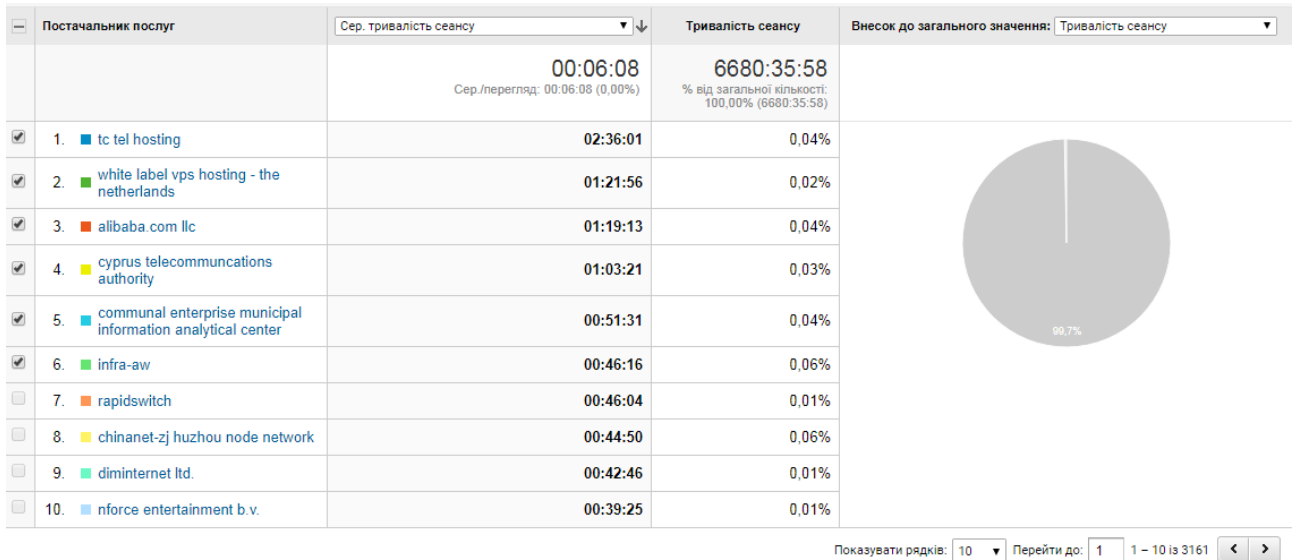 Постачальник послуг Сер. тривалість сеансу Тривалість сеансу Внесок до загального значення: Тривалість сеансу
00:06:08 6680:35:58
Сер./перегляд: 00:06:08 (0,00%) % від загальної кількості:
100,00% (6680:35:58)
1. tc tel hosting 02:36:01 0,04%
2. white label vps hosting - the
netherlands 01:21:56 0,02%
3. alibaba.com llc 01:19:13 0,04%
4. cyprus telecommuncations
authority 01:03:21 0,03%
5. communal enterprise municipal
information analytical center 00:51:31 0,04%
99,7%
6. infra-aw 00:46:16 0,06%
7. rapidswitch 00:46:04 0,01%
8. chinanet-zj huzhou node network 00:44:50 0,06%
9. diminternet ltd. 00:42:46 0,01%
10. nforce entertainment b.v. 00:39:25 0,01%
Показувати рядків: 10 Перейти до: 1 1 – 10 із 3161